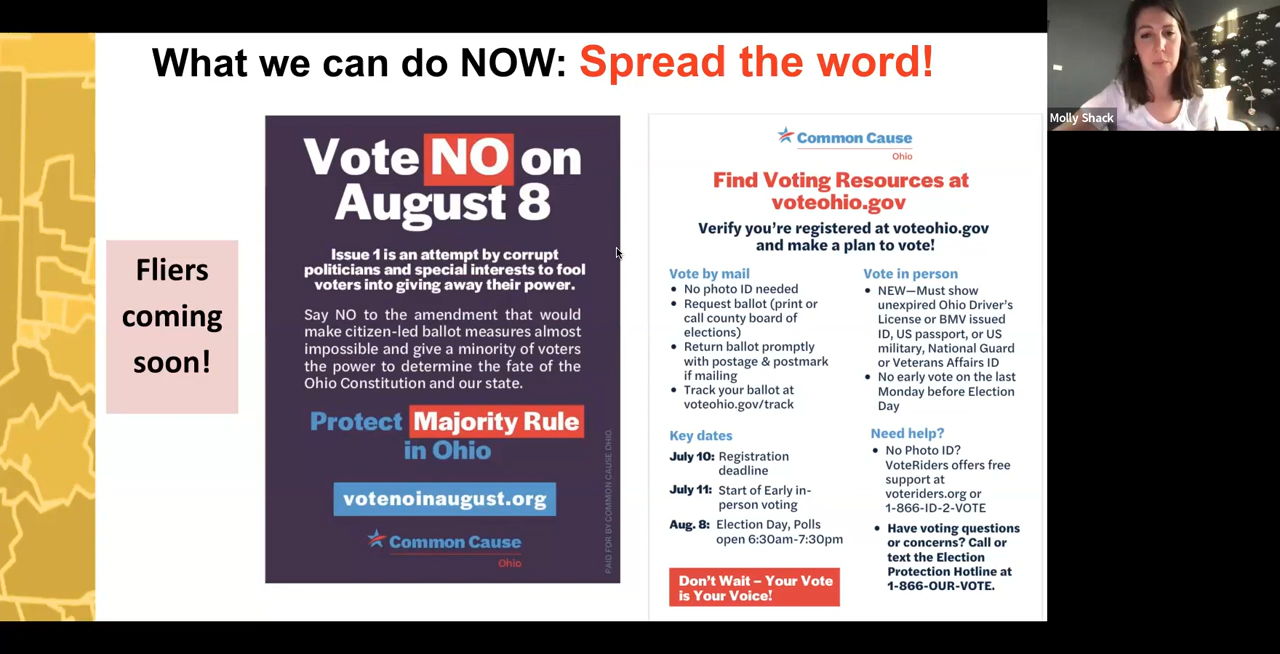 What we can do NOW: Spread the word!
Fliers
coming
soon!
Vote NO on
August 8
Issue 1 is an attempt by corrupt
politicians and special interests to fool
voters into giving away their power.
Say NO to the amendment that would
make citizen-led ballot measures almost
impossible and give a minority of voters
the power to determine the fate of the
Ohio Constitution and our state.
Protect Majority Rule
in Ohio
votenoinaugust.org
Common Cause
Ohio
PAID FOR BY COMMON CAUSE OHIO.
Common Cause
Ohio
Find Voting Resources at
voteohio.gov
Verify you're registered at voteohio.gov
and make a plan to vote!
Vote by mail
• No photo ID needed
• Request ballot (print or
call county board of
elections)
• Return ballot promptly
with postage & postmark
if mailing
• Track your ballot at
voteohio.gov/track
Key dates
July 10: Registration
deadline
July 11: Start of Early in-
person voting
Aug. 8: Election Day, Polls
open 6:30am-7:30pm
Don't Wait – Your Vote
is Your Voice!
Vote in person
• NEW—Must show
unexpired Ohio Driver's
License or BMV issued
ID, US passport, or US
military, National Guard
or Veterans Affairs ID
• No early vote on the last
Monday before Election
Day
Need help?
• No Photo ID?
VoteRiders offers free
support at
voteriders.org or
1-866-ID-2-VOTE
• Have voting questions
or concerns? Call or
text the Election
Protection Hotline at
1-866-OUR-VOTE.
Molly Shack